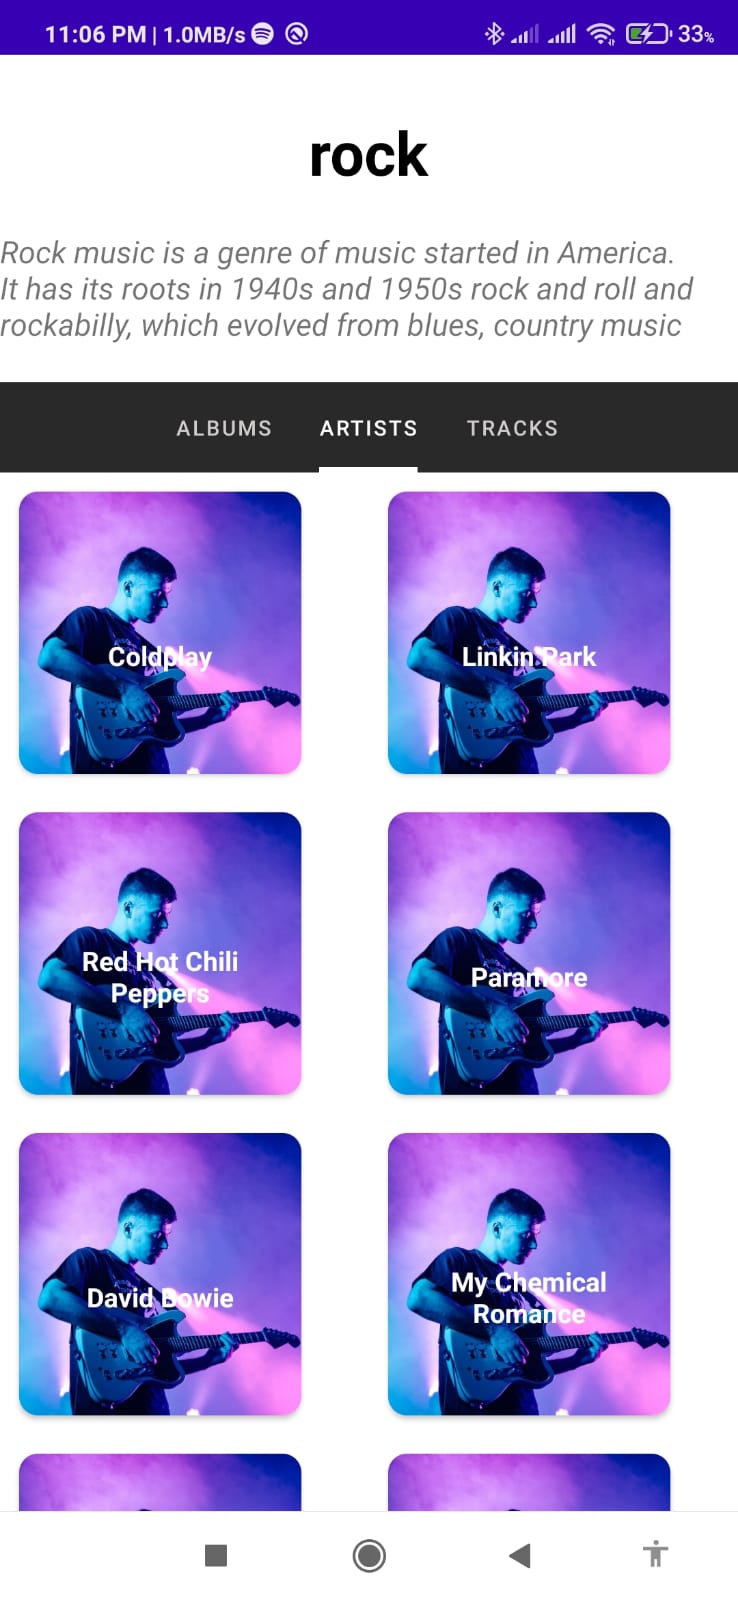 11:06 PM | 1.0MB/s 33%
rock
Rock music is a genre of music started in America.
It has its roots in 1940s and 1950s rock and roll and
rockabilly, which evolved from blues, country music
ALBUMS ARTISTS TRACKS
Coldplay
Linkin Park
Red Hot Chili
Peppers
Paramore
David Bowie
My Chemical
Romance